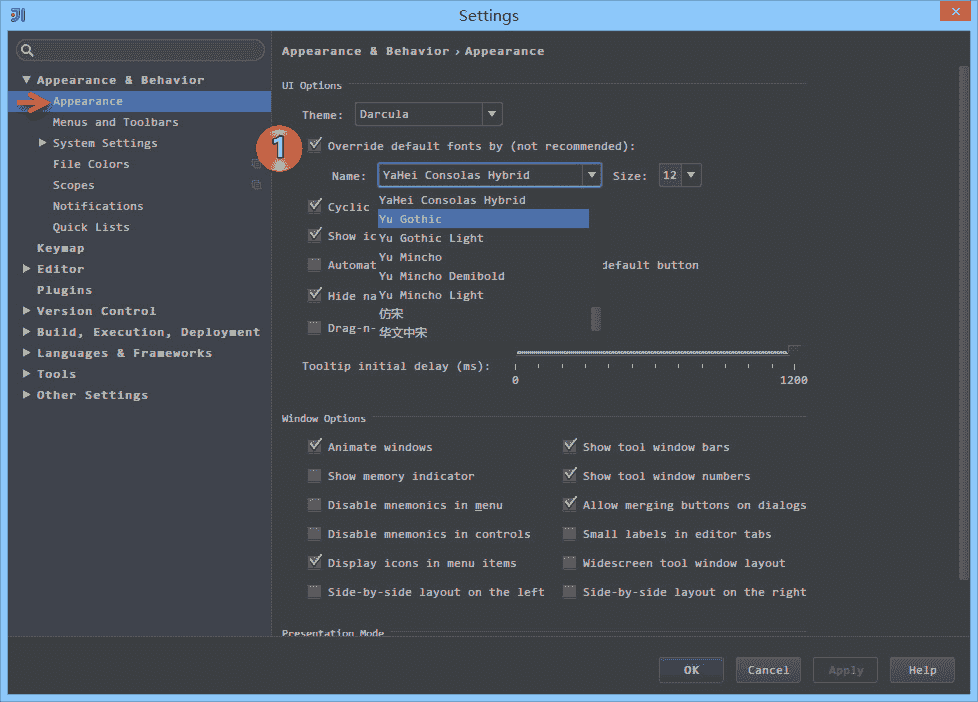 Settings
Appearance & Behavior › Appearance
Appearance & Behavior
Appearance
Menus and Toolbars
System Settings
File Colors
Scopes
Notifications
Quick Lists
Keymap
Editor
Plugins
Version Control
Build, Execution, Deployment
Languages & Frameworks
Tools
Other Settings
UI Options
Theme: Darcula
1
Override default fonts by (not recommended):
Name: YaHei Consolas Hybrid Size: 12
YaHei Consolas Hybrid
Cyclic
Yu Gothic
Show ic Yu Gothic Light
Yu Mincho
Automat default button
Yu Mincho Demibold
Hide na Yu Mincho Light
仿宋
Drag-n- 华文中宋
Tooltip initial delay (ms):
0 1200
Window Options
Animate windows Show tool window bars
Show memory indicator Show tool window numbers
Disable mnemonics in menu Allow merging buttons on dialogs
Disable mnemonics in controls Small labels in editor tabs
Display icons in menu items Widescreen tool window layout
Side-by-side layout on the left Side-by-side layout on the right
Presentation Mode
OK Cancel Apply Help